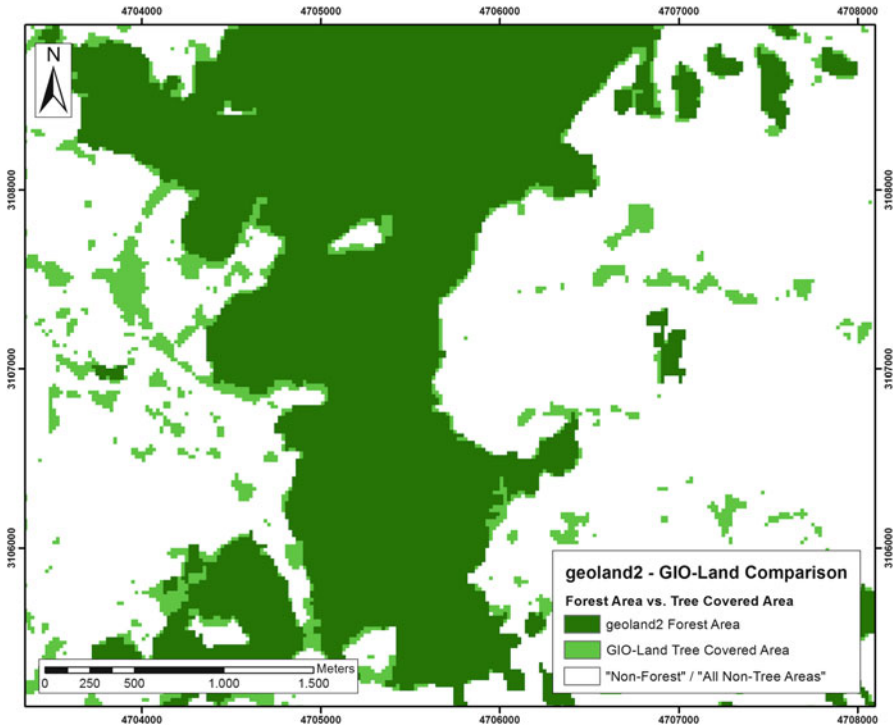 4704000 4705000 4706000 4707000 4708000
N
3108000 3108000
3107000 3107000
3106000 3106000
geoland2 - GIO-Land Comparison
Forest Area vs. Tree Covered Area
geoland2 Forest Area
GIO-Land Tree Covered Area
"Non-Forest" / "All Non-Tree Areas"
Meters
0 250 500 1.000 1.500
4704000 4705000 4706000 4707000 4708000